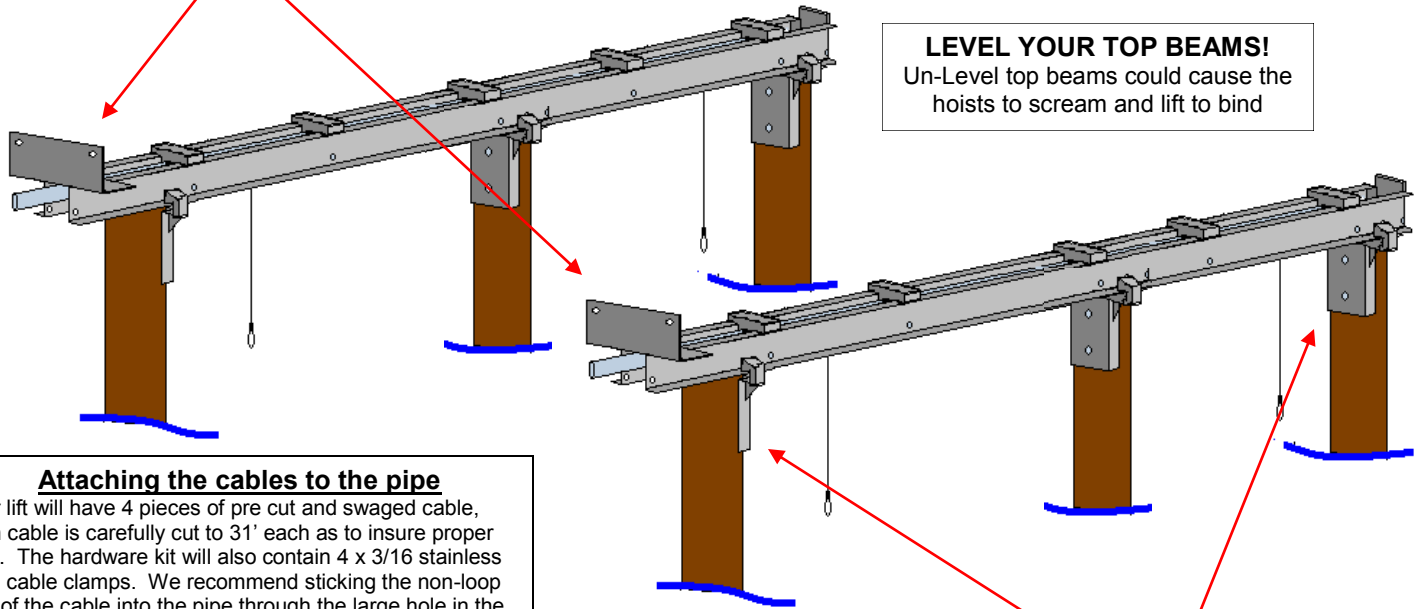 LEVEL YOUR TOP BEAMS!
Un-Level top beams could cause the
hoists to scream and lift to bind
Attaching the cables to the pipe
lift will have 4 pieces of pre cut and swaged cable,
cable is carefully cut to 31’ each as to insure proper
. The hardware kit will also contain 4 x 3/16 stainless
cable clamps. We recommend sticking the non-loop
of the cable into the pipe through the large hole in the